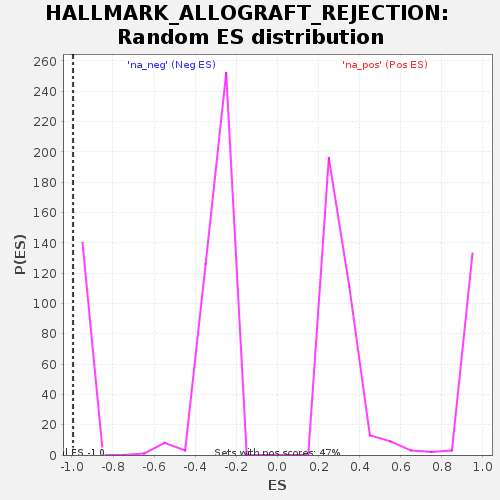 HALLMARK_ALLOGRAFT_REJECTION:
Random ES distribution
'na_neg' (Neg ES)
'na_pos' (Pos ES)
260
240
220
200
180
160
140
120
100
80
60
40
20
0
P(ES)
ES -1.0
Sets with pos scores: 47%
-1.0 -0.8 -0.6 -0.4 -0.2 0.0 0.2 0.4 0.6 0.8 1.0
ES